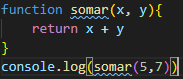 function somar(x, y){
    return x + y
}
console.log(somar(5,7))